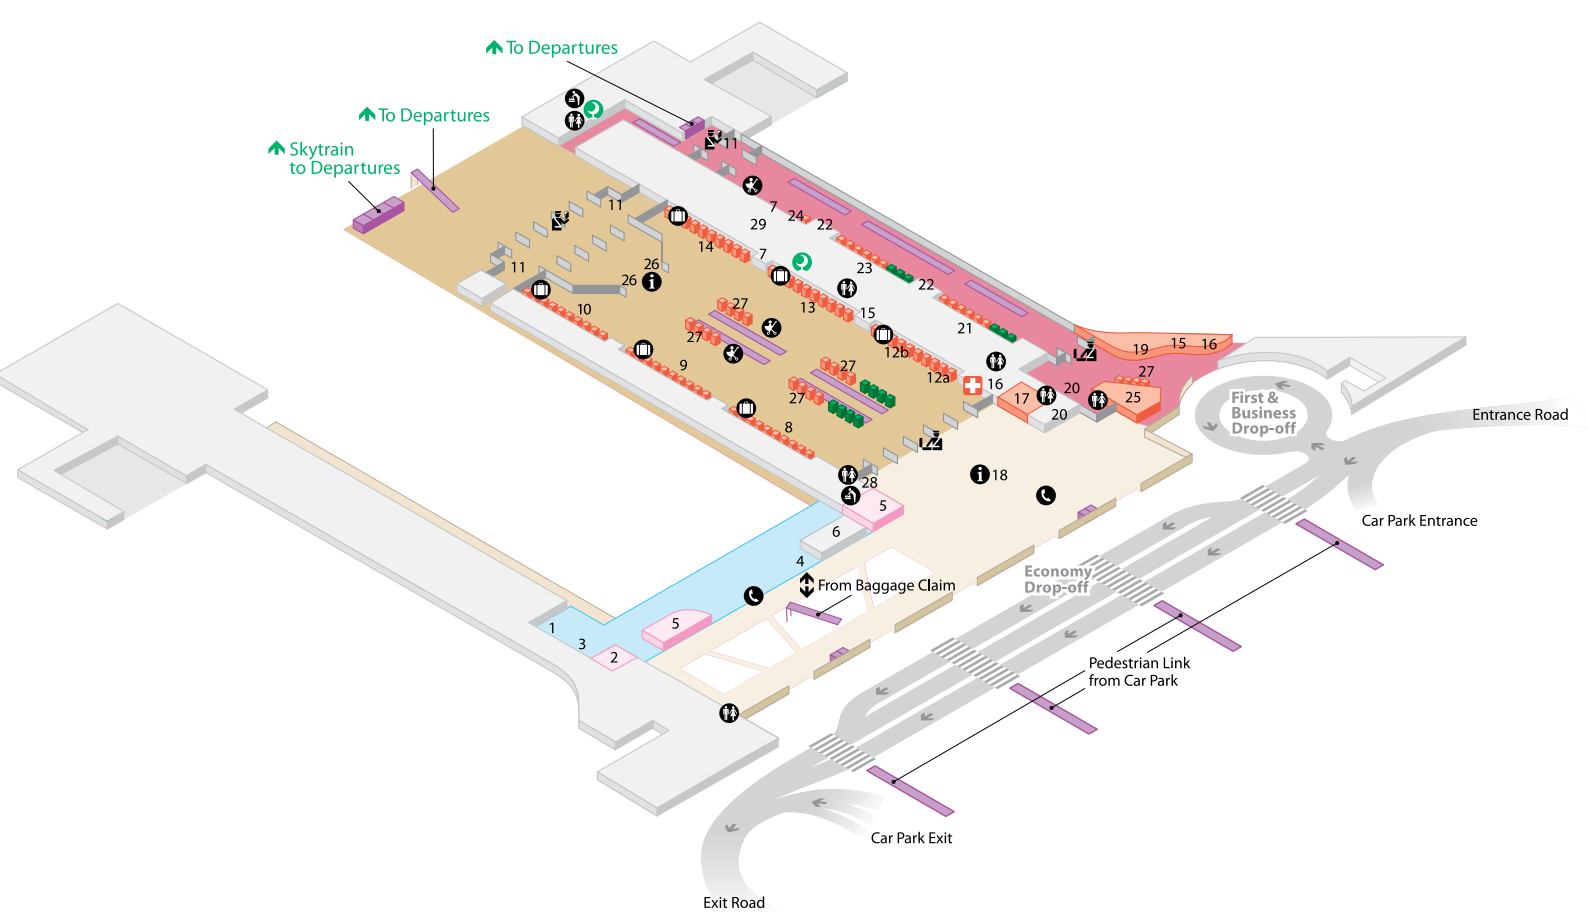 To Departures
To Departures
Skytrain
to Departures
11
7
24
22
29
11
14
7
23
26
26
11
22
10
27
13
15
21
27
12b
9
27
12a
16
19
15
16
27
20
17
25
27
20
8
First &
Business
Drop-off
Entrance Road
28
18
5
6
Car Park Entrance
4
Economy
Drop-off
From Baggage Claim
1
3
5
2
Pedestrian Link
from Car Park
Car Park Exit
Exit Road